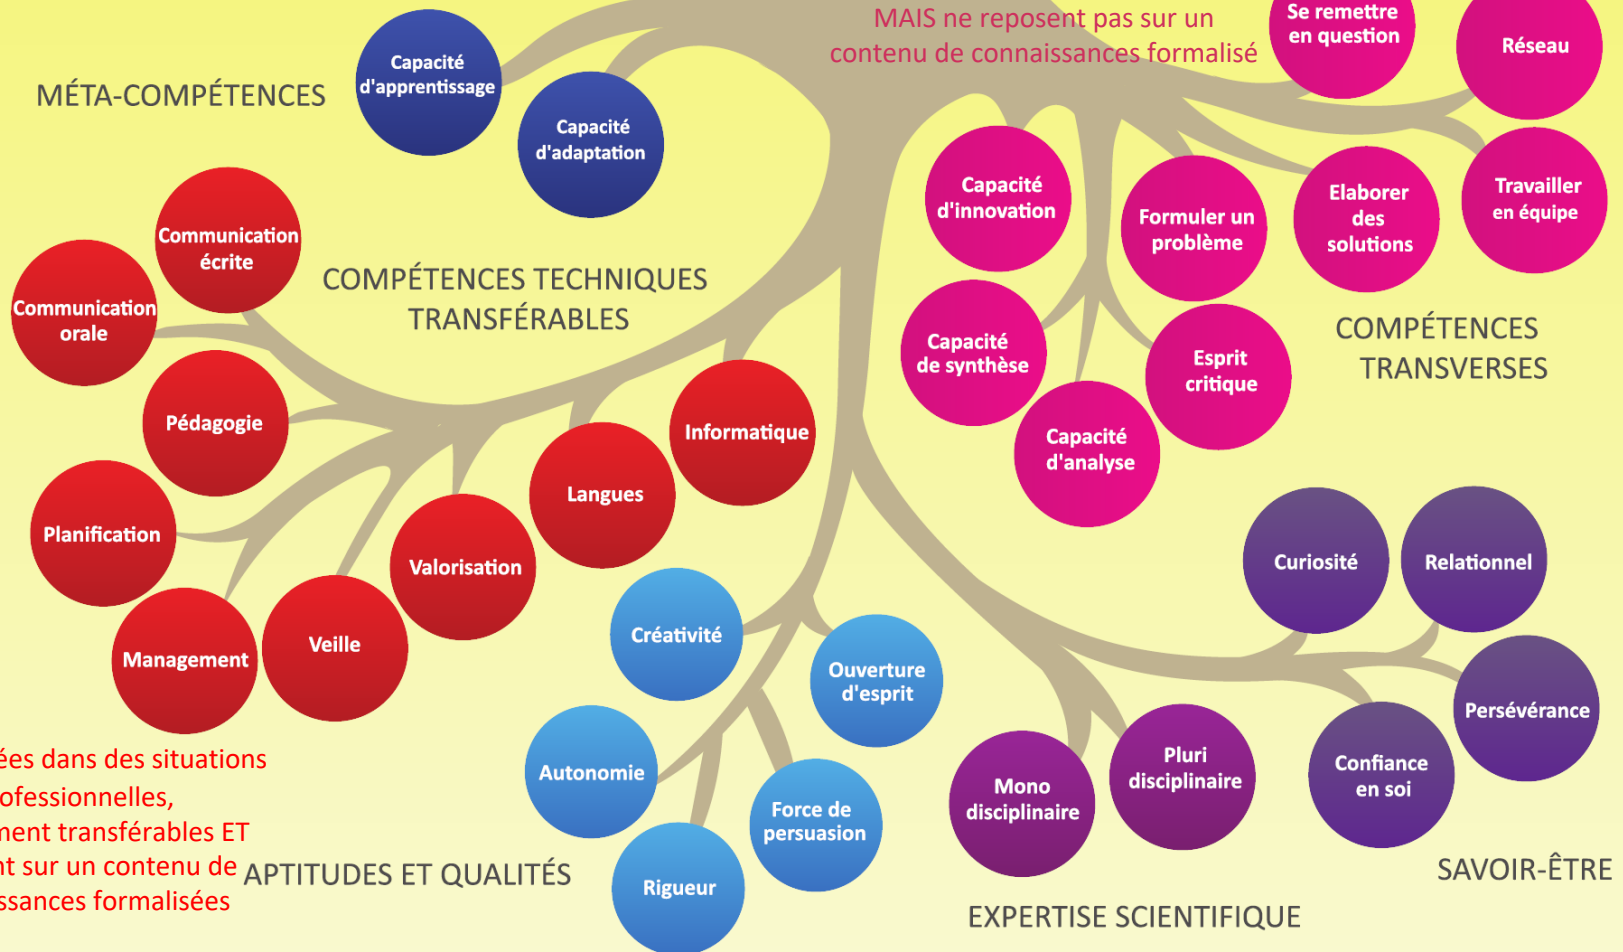 MAIS ne reposent pas sur un
contenu de connaissances formalisé
Se remettre
en question
Réseau
Capacité
d'apprentissage
MÉTA-COMPÉTENCES
Capacité
d'adaptation
Capacité
d'innovation
Formuler un
problème
Elaborer
des
solutions
Travailler
en équipe
Communication
écrite
Communication
orale
COMPÉTENCES TECHNIQUES
TRANSFÉRABLES
Capacité
de synthèse
Esprit
critique
COMPÉTENCES
TRANSVERSES
Capacité
d'analyse
Pédagogie
Informatique
Langues
Planification
Valorisation
Management
Veille
Créativité
Ouverture
d'esprit
Autonomie
Force de
persuasion
Rigueur
APTITUDES ET QUALITÉS
Curiosité
Relationnel
Persévérance
Confiance
en soi
SAVOIR-ÊTRE
Mono
disciplinaire
Pluri
disciplinaire
EXPERTISE SCIENTIFIQUE
ées dans des situations
ofessionnelles,
ment transférables ET
nt sur un contenu de
ssances formalisées